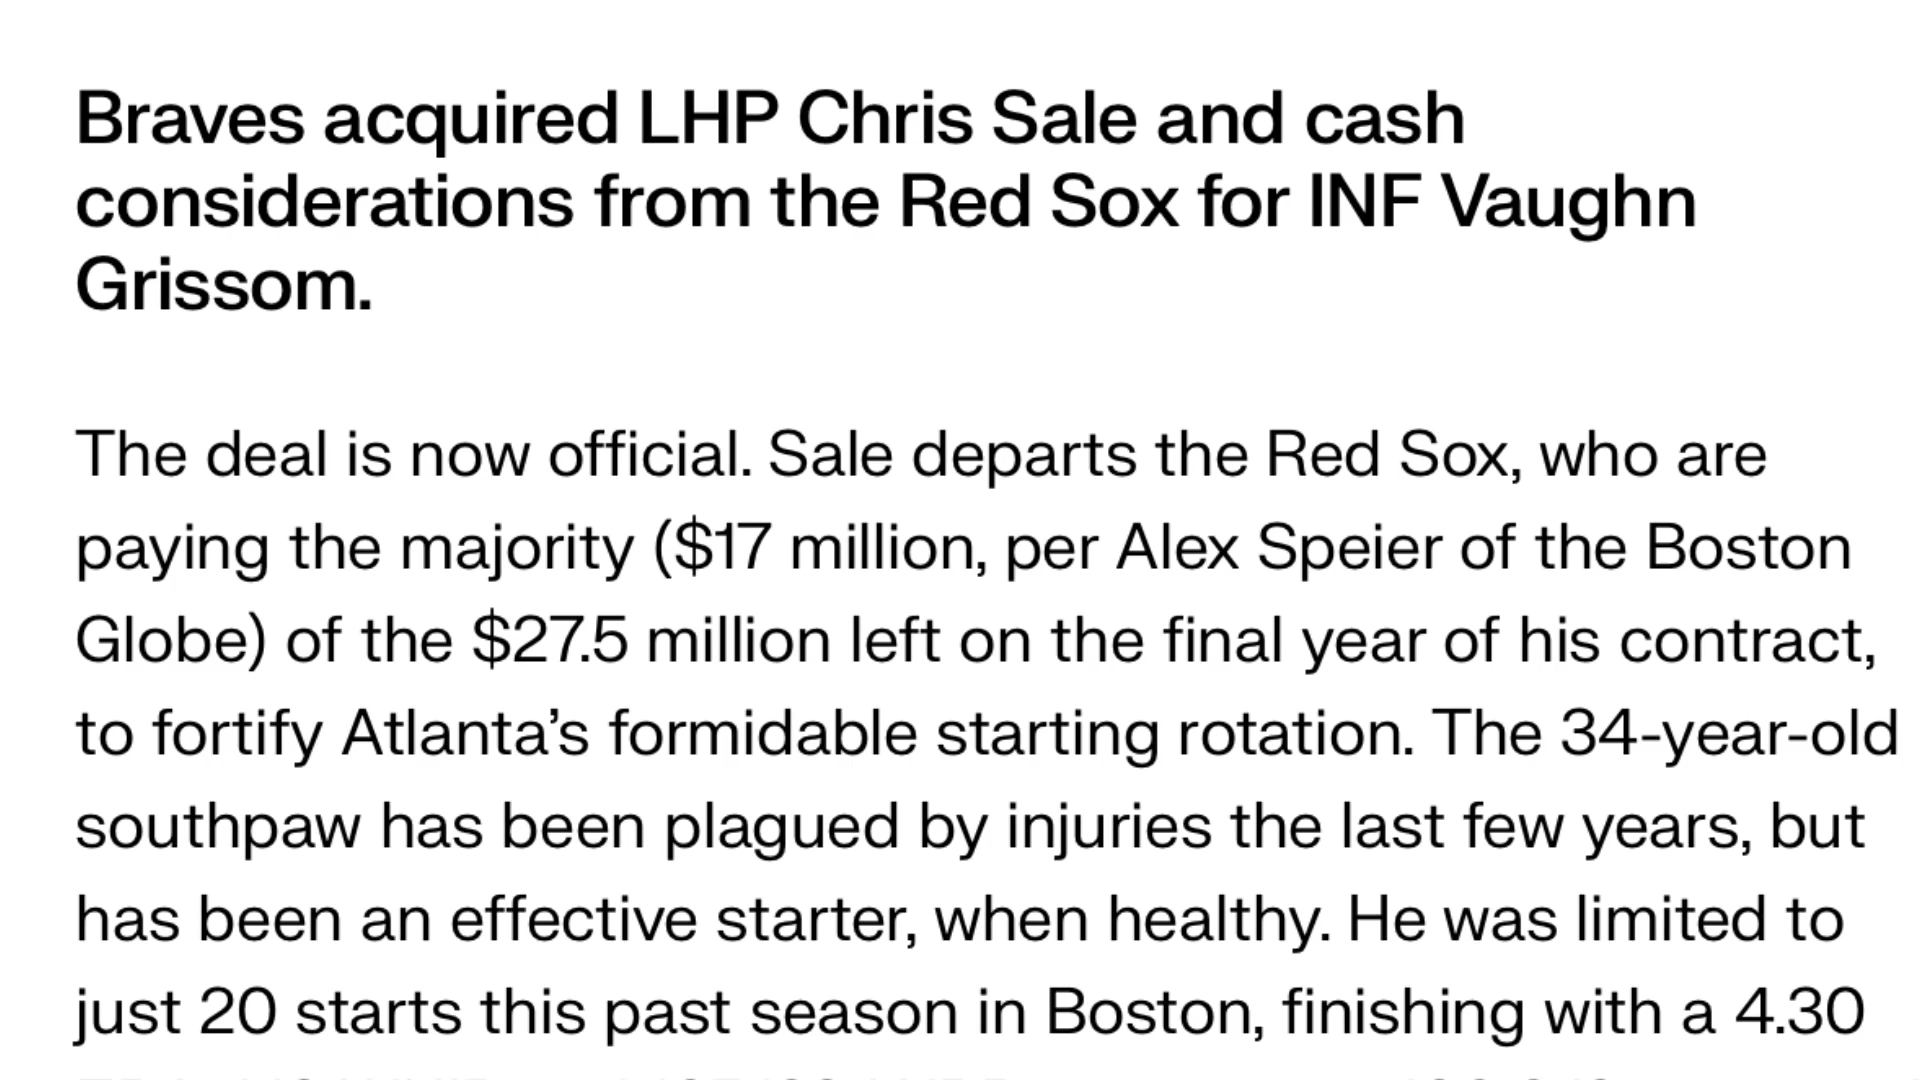 Braves acquired LHP Chris Sale and cash
considerations from the Red Sox for INF Vaughn
Grissom.
The deal is now official. Sale departs the Red Sox, who are
paying the majority ($17 million, per Alex Speier of the Boston
Globe) of the $27.5 million left on the final year of his contract,
to fortify Atlanta’s formidable starting rotation. The 34-year-old
southpaw has been plagued by injuries the last few years, but
has been an effective starter, when healthy. He was limited to
just 20 starts this past season in Boston, finishing with a 4.30